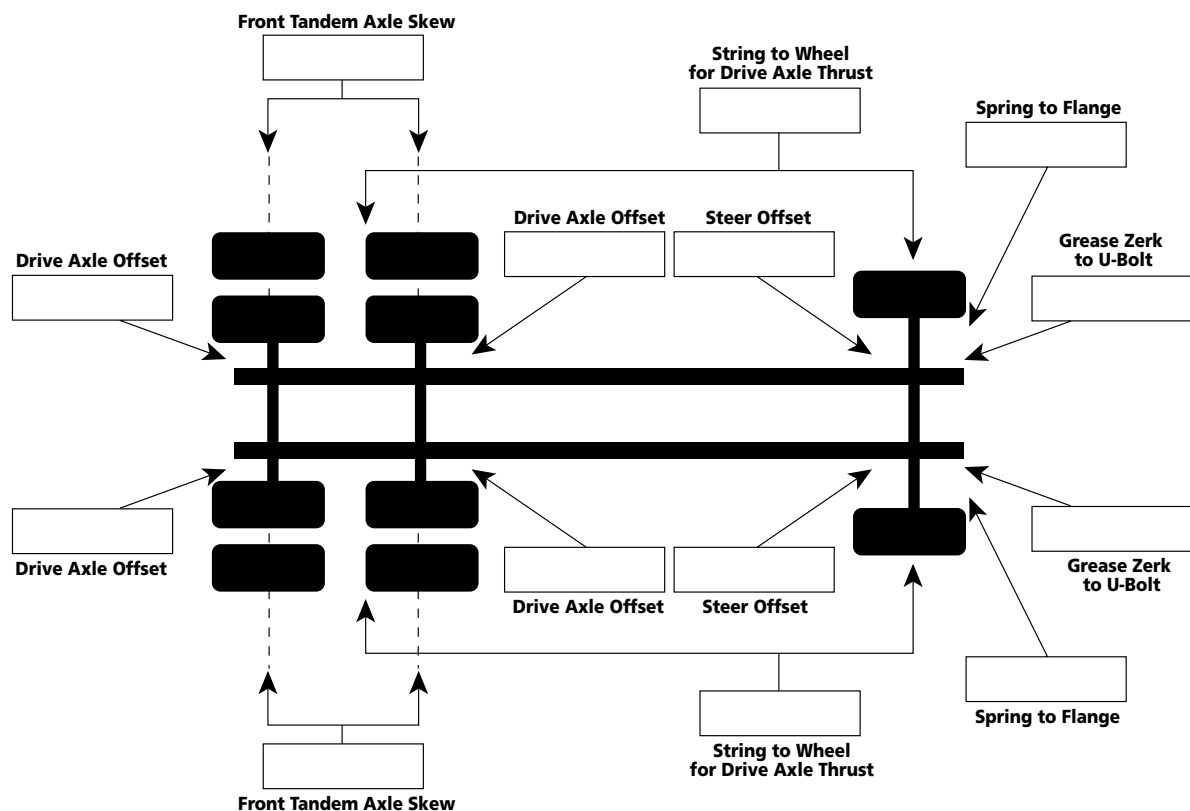 Front Tandem Axle Skew
String to Wheel
for Drive Axle Thrust
Spring to Flange
Drive Axle Offset
Steer Offset
Grease Zerk
to U-Bolt
Drive Axle Offset
Drive Axle Offset
Drive Axle Offset
Steer Offset
Grease Zerk
to U-Bolt
Spring to Flange
String to Wheel
for Drive Axle Thrust
Front Tandem Axle Skew